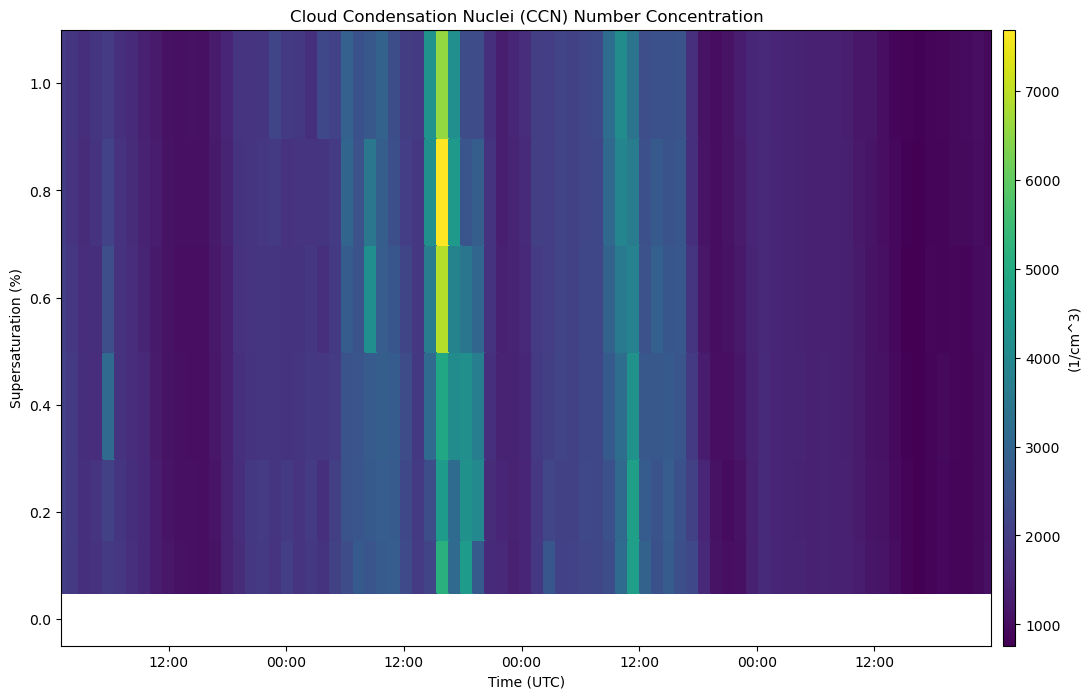 Cloud Condensation Nuclei (CCN) Number Concentration
1.0
0.8
0.6
0.4
0.2
0.0
Supersaturation (%)
12:00 00:00 12:00 00:00 12:00 00:00 12:00
Time (UTC)
7000
6000
5000
4000
3000
2000
1000
(1/cm^3)